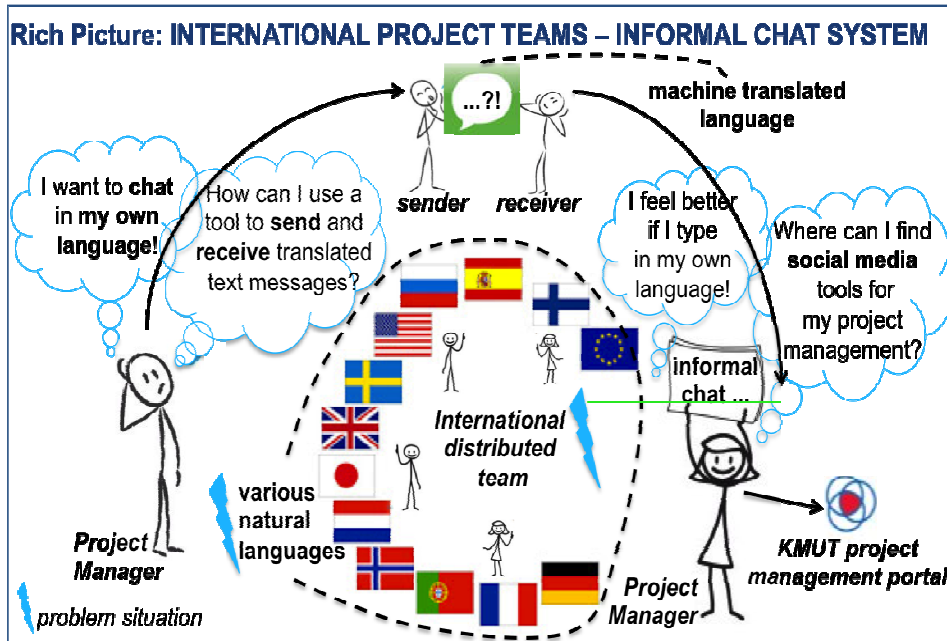 Rich Picture: INTERNATIONAL PROJECT TEAMS – INFORMAL CHAT SYSTEM
...?!
machine translated
language
sender
receiver
I want to chat
in my own
language!
How can I use a
tool to send and
receive translated
text messages?
I feel better
if I type
in my own
language!
Where can I find
social media
tools for
my project
management?
informal
chat ...
International
distributed
team
various
natural
languages
Project
Manager
Project
Manager
KMUT project
management portal
problem situation